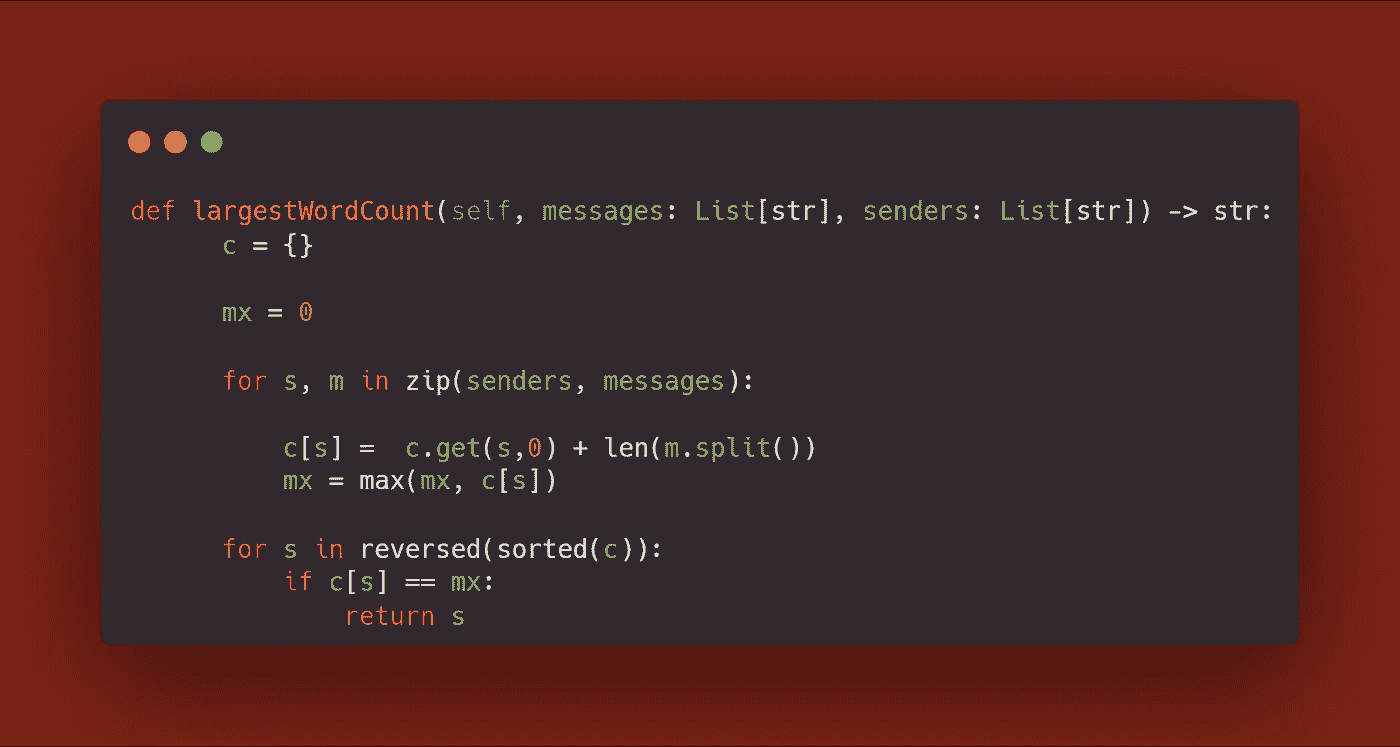 def largestWordCount(self, messages: List[str], senders: List[str]) -> str:
c = {}
mx = 0
for s, m in zip(senders, messages):
c[s] =  c.get(s,0) + len(m.split())
mx = max(mx, c[s])
for s in reversed(sorted(c)):
if c[s] == mx:
return s